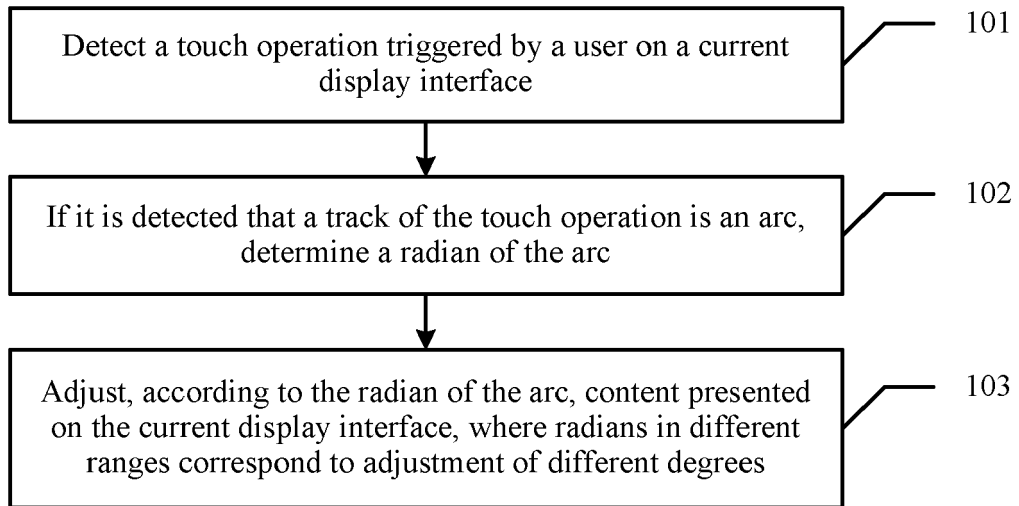 Detect a touch operation triggered by a user on a current
display interface
101
If it is detected that a track of the touch operation is an arc,
determine a radian of the arc
102
Adjust, according to the radian of the arc, content presented
on the current display interface, where radians in different
ranges correspond to adjustment of different degrees
103